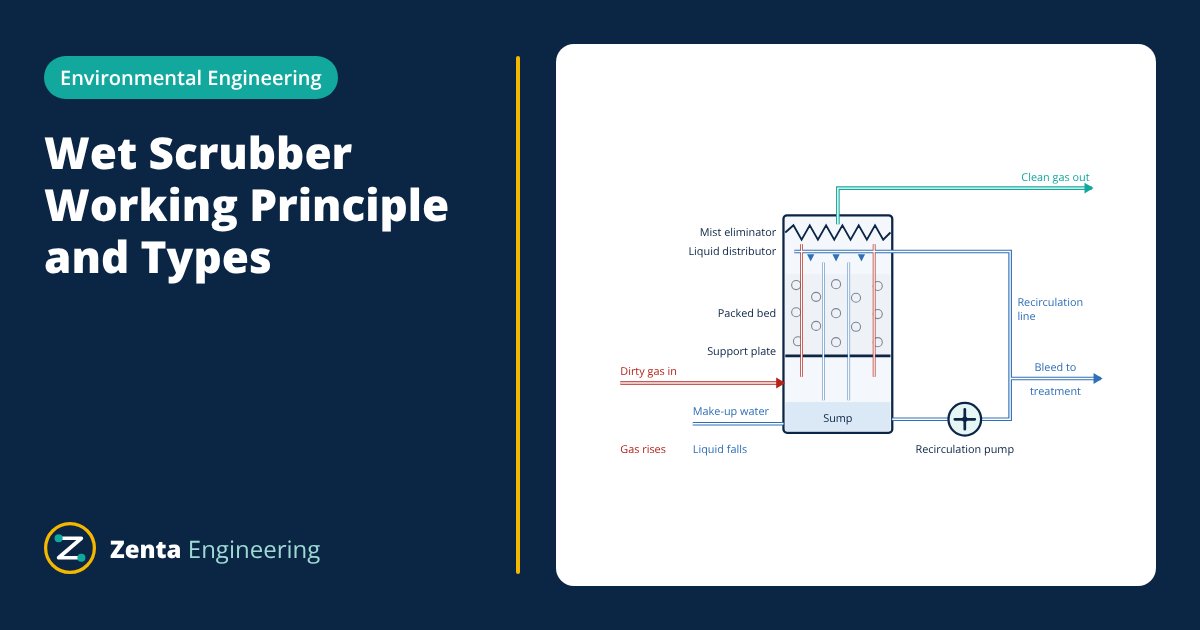 Environmental Engineering
Wet Scrubber
Working Principle
and Types
Zenta Engineering
Clean gas out
Mist eliminator
Liquid distributor
Packed bed
Support plate
Dirty gas in
Make-up water
Sump
Gas rises
Liquid falls
Recirculation
line
Bleed to
treatment
Recirculation pump